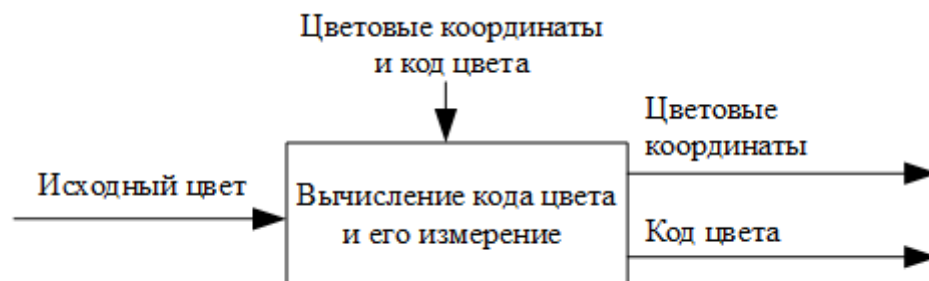 Цветовые координаты
и код цвета
Цветовые
координаты
Исходный цвет
Вычисление кода цвета
и его измерение
Код цвета